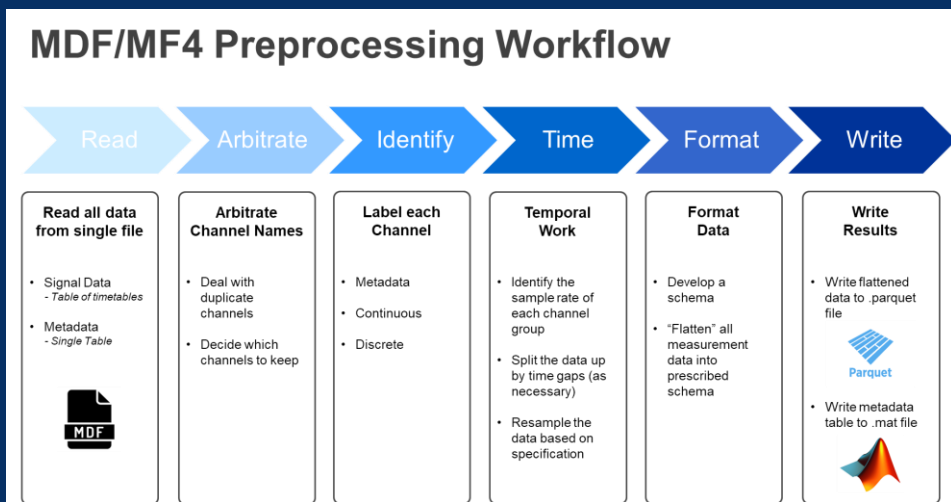 MDF/MF4 Preprocessing Workflow
Read
Arbitrate
Identify
Time
Format
Write
Read all data
from single file
• Signal Data
- Table of timetables
• Metadata
- Single Table
MDF
Arbitrate
Channel Names
• Deal with
duplicate
channels
• Decide which
channels to keep
Label each
Channel
• Metadata
• Continuous
• Discrete
Temporal
Work
• Identify the
sample rate of
each channel
group
• Split the data up
by time gaps (as
necessary)
• Resample the
data based on
specification
Format
Data
• Develop a
schema
• “Flatten” all
measurement
data into
prescribed
schema
Write
Results
• Write flattened
data to .parquet
file
Parquet
• Write metadata
table to .mat file